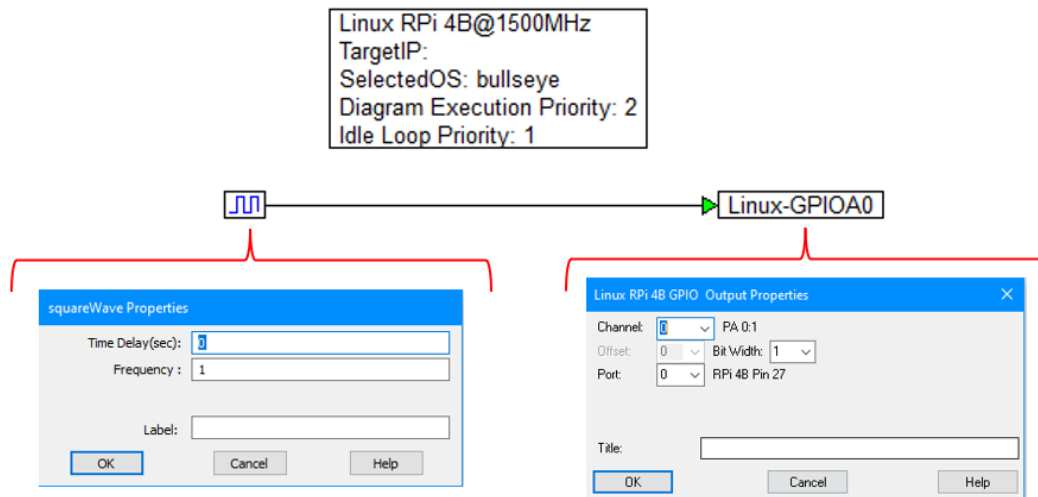 Linux RPi 4B@1500MHz
TargetIP:
SelectedOS: bullseye
Diagram Execution Priority: 2
Idle Loop Priority: 1
Linux-GPIOA0
squareWave Properties
Time Delay(sec): 0
Frequency : 1
Label:
OK Cancel Help
Linux RPi 4B GPIO Output Properties
Channel: 0 PA 0:1
Offset: 0 Bit Width: 1
Port: 0 RPi 4B Pin 27
Title:
OK Cancel Help